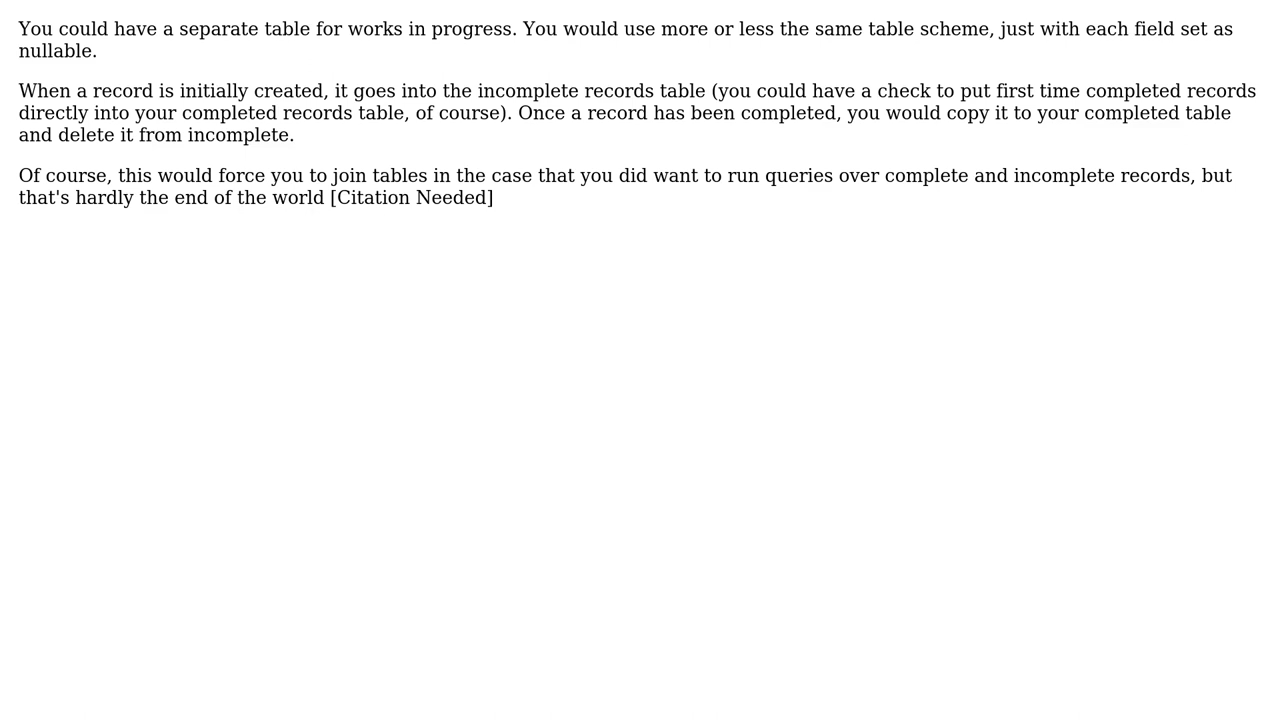 You could have a separate table for works in progress. You would use more or less the same table scheme, just with each field set as
nullable.
When a record is initially created, it goes into the incomplete records table (you could have a check to put first time completed records
directly into your completed records table, of course). Once a record has been completed, you would copy it to your completed table
and delete it from incomplete.
Of course, this would force you to join tables in the case that you did want to run queries over complete and incomplete records, but
that's hardly the end of the world [Citation Needed]